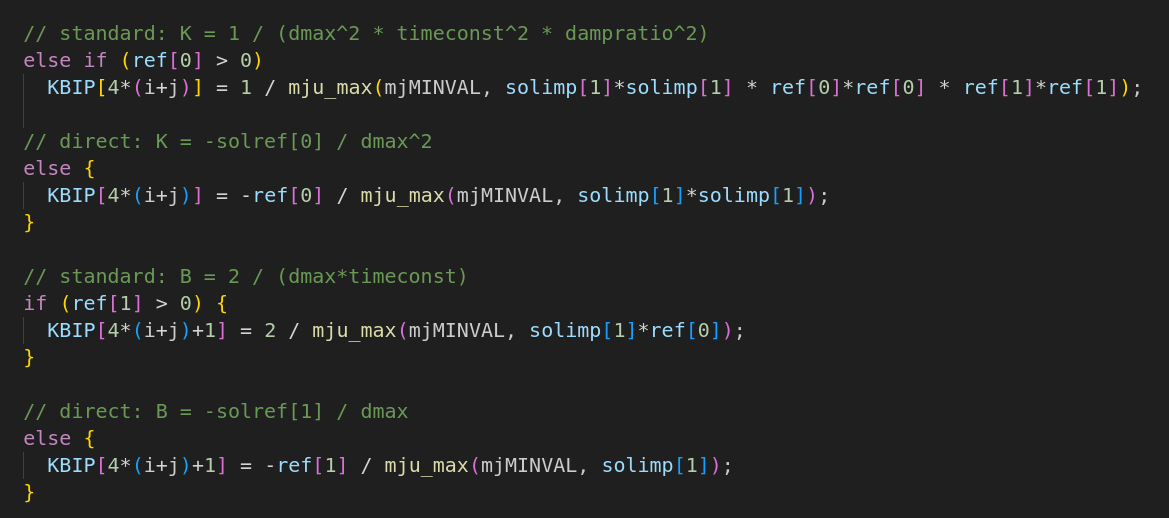 // standard: K = 1 / (dmax^2 * timeconst^2 * dampratio^2)
else if (ref[0] > 0)
  KBIP[4*(i+j)] = 1 / mju_max(mjMINVAL, solimp[1]*solimp[1] * ref[0]*ref[0] * ref[1]*ref[1]);

// direct: K = -solref[0] / dmax^2
else {
  KBIP[4*(i+j)] = -ref[0] / mju_max(mjMINVAL, solimp[1]*solimp[1]);
}

// standard: B = 2 / (dmax*timeconst)
if (ref[1] > 0) {
  KBIP[4*(i+j)+1] = 2 / mju_max(mjMINVAL, solimp[1]*ref[0]);
}

// direct: B = -solref[1] / dmax
else {
  KBIP[4*(i+j)+1] = -ref[1] / mju_max(mjMINVAL, solimp[1]);
}